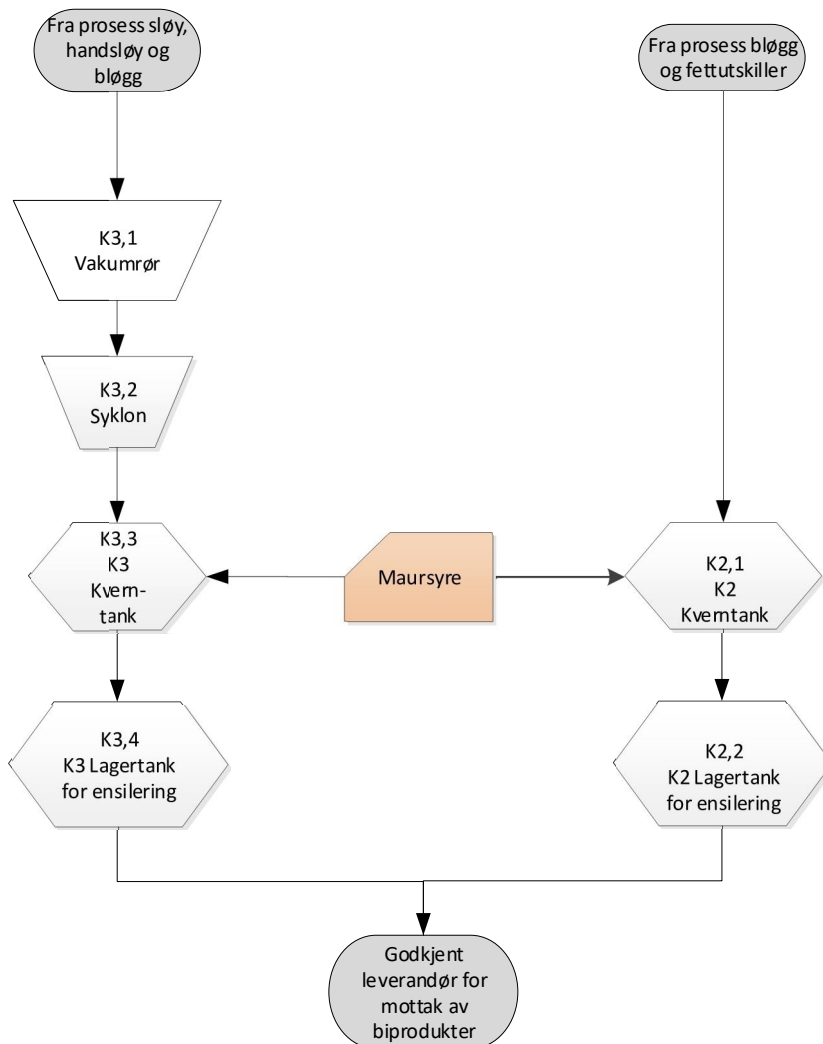 Fra prosess sløy,
handsløy og
bløgg
Fra prosess bløgg
og fettutskiller
K3,1
Vakumrør
K3,2
Syklon
K3,3
K3
Kvern-
tank
Maursyre
K2,1
K2
Kverntank
K3,4
K3 Lagertank
for ensilering
K2,2
K2 Lagertank
for ensilering
Godkjent
leverandør for
mottak av
biprodukter